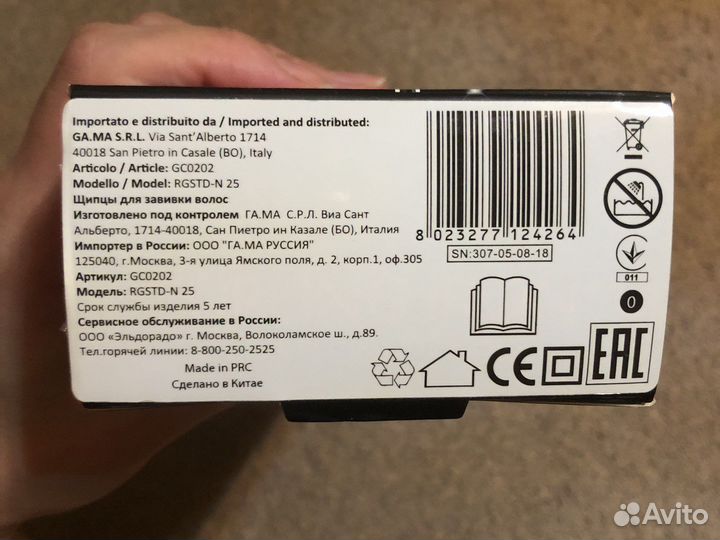 Importato e distribuito da / Imported and distributed:
GA.MA S.R.L. Via Sant'Alberto 1714
40018 San Pietro in Casale (BO), Italy
Articolo / Article: GC0202
Modello / Model: RGSTD-N 25
Щипцы для завивки волос
Изготовлено под контролем ГА.МА С.Р.Л. Виа Сант
Альберто, 1714-40018, Сан Пиетро ин Казале (БО), Италия
Импортер в России: ООО "ГА.МА РУССИЯ"
125040, г.Москва, 3-я улица Ямского поля, д. 2, корп.1, оф.305
Артикул: GC0202
Модель: RGSTD-N 25
Срок службы изделия 5 лет
Сервисное обслуживание в России:
ООО «Эльдорадо» г. Москва, Волоколамское ш., д.89.
Тел.горячей линии: 8-800-250-2525
Made in PRC
Сделано в Китае
8 023277 124264
SN:307-05-08-18
011
0
CE
EAC
Avito